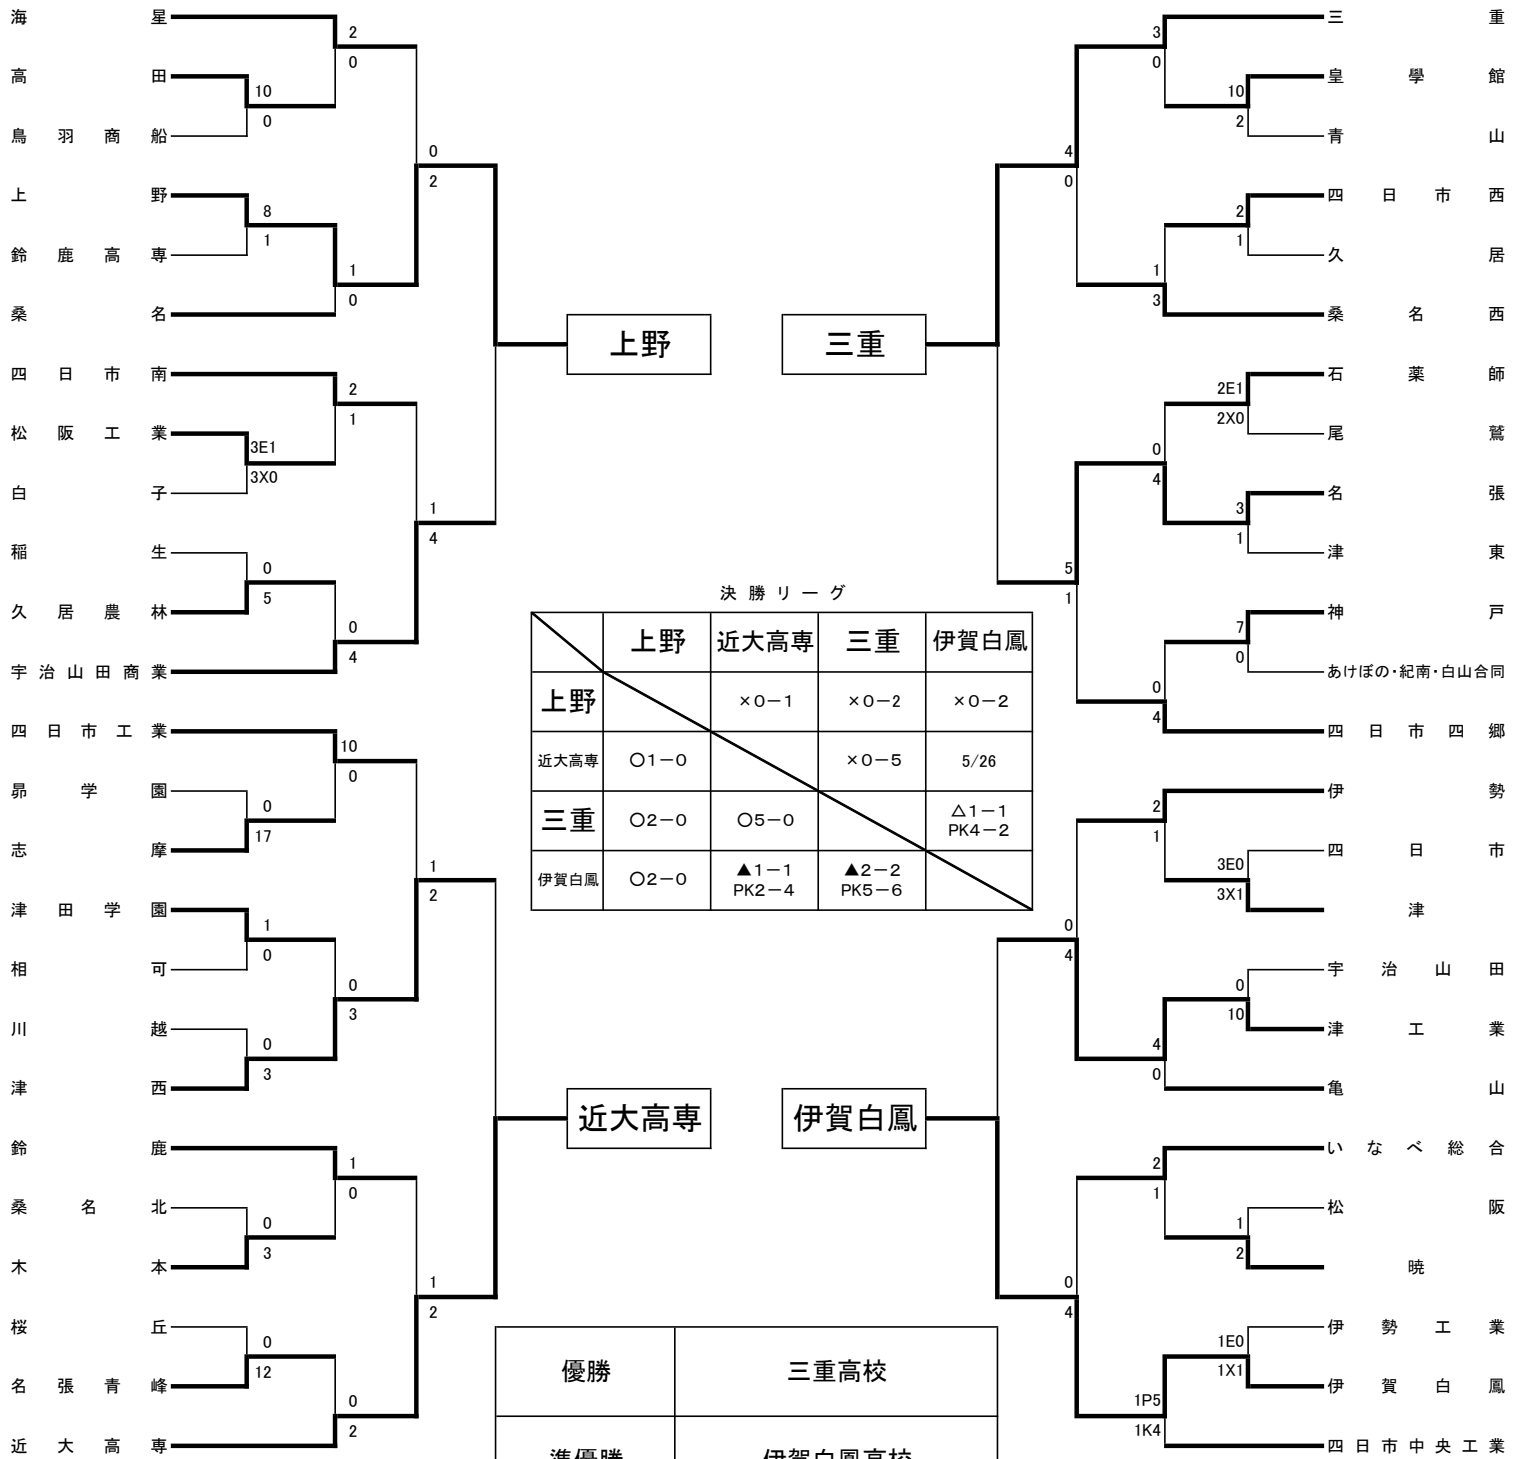 海星
2
0
高田
10
0
鳥羽商船
0
2
上野
8
1
鈴鹿高専
1
0
桑名
上野
四日市南
2
1
松阪工業
3E1
3X0
白子
1
4
稲生
0
5
久居農林
0
4
宇治山田商業
四日市工業
10
0
昴学園
0
17
志摩
1
2
津田学園
1
0
相可
0
3
川越
0
3
津西
近大高専
鈴鹿
1
0
桑名北
0
3
木本
1
2
桜丘
0
12
名張青峰
0
2
近大高専
三重
3
0
皇學館
10
2
青山
4
0
四日市西
2
1
久居
1
3
桑名西
三重
石薬師
2E1
2X0
尾鷲
0
4
名張
3
1
津東
5
1
神戸
7
0
あけぼの・紀南・白山合同
0
4
四日市四郷
伊勢
2
1
四日市
3E0
3X1
津
0
4
宇治山田
0
10
津工業
4
0
亀山
伊賀白鳳
いなべ総合
2
1
松阪
1
2
暁
0
4
伊勢工業
1E0
1X1
伊賀白鳳
1P5
1K4
四日市中央工業
決勝リーグ
上野 近大高専 三重 伊賀白鳳
上野 ×0−1 ×0−2 ×0−2
近大高専 〇1−0 ×0−5 5/26
三重 〇2−0 〇5−0 △1−1 PK4−2
伊賀白鳳 〇2−0 ▲1−1 PK2−4 ▲2−2 PK5−6
優勝 三重高校
準優勝 伊賀白鳳高校